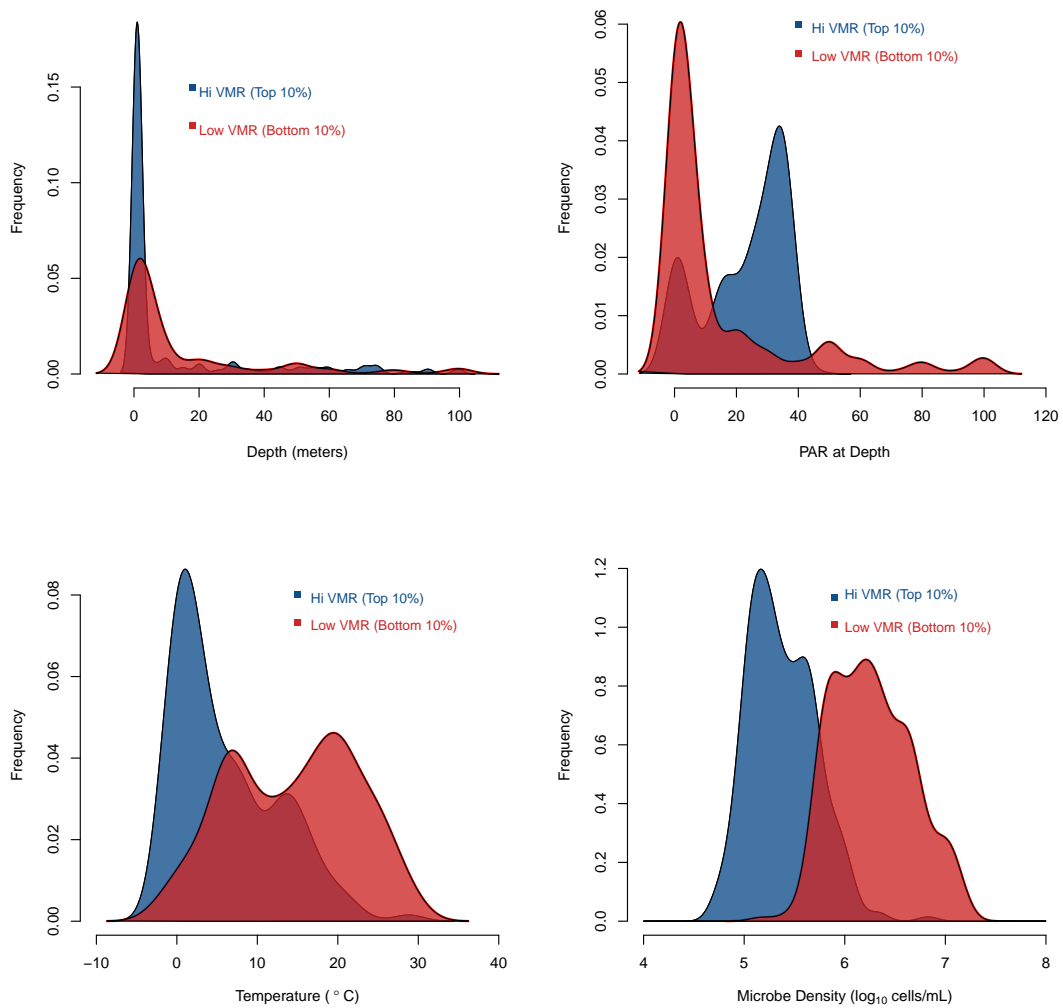 Hi VMR (Top 10%)
Low VMR (Bottom 10%)
Frequency
0.00 0.05 0.10 0.15
0 20 40 60 80 100
Depth (meters)
Hi VMR (Top 10%)
Low VMR (Bottom 10%)
Frequency
0.00 0.01 0.02 0.03 0.04 0.05 0.06
0 20 40 60 80 100 120
PAR at Depth
Hi VMR (Top 10%)
Low VMR (Bottom 10%)
Frequency
0.00 0.02 0.04 0.06 0.08
−10 0 10 20 30 40
Temperature ( ° C)
Hi VMR (Top 10%)
Low VMR (Bottom 10%)
Frequency
0.0 0.2 0.4 0.6 0.8 1.0 1.2
4 5 6 7 8
Microbe Density (log10 cells/mL)